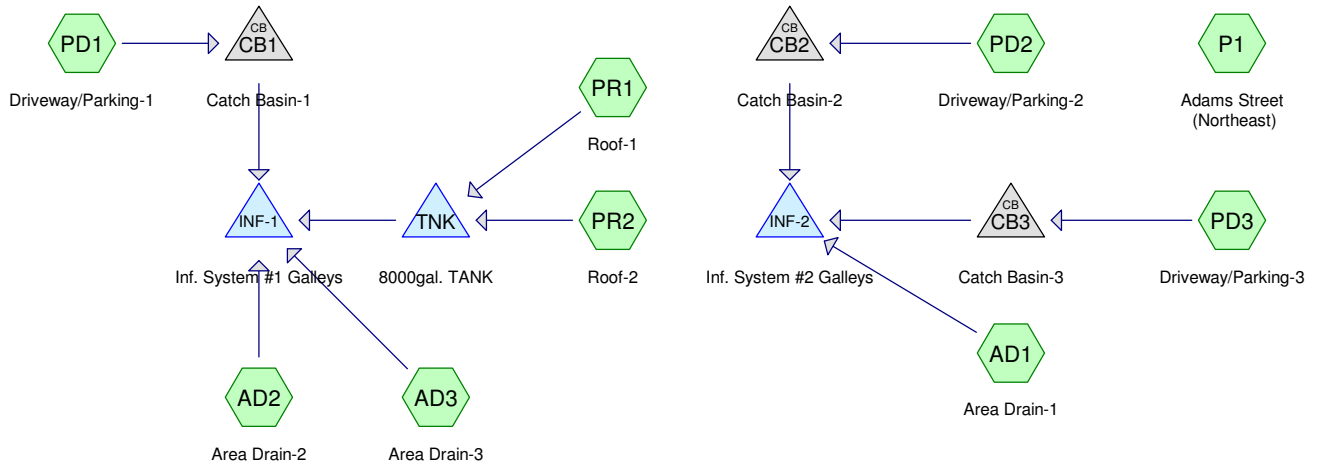 PD1
Driveway/Parking-1
CB
CB1
Catch Basin-1
PR1
Roof-1
CB
CB2
Catch Basin-2
PD2
Driveway/Parking-2
P1
Adams Street
(Northeast)
INF-1
Inf. System #1 Galleys
TNK
8000gal. TANK
PR2
Roof-2
INF-2
Inf. System #2 Galleys
CB
CB3
Catch Basin-3
PD3
Driveway/Parking-3
AD2
Area Drain-2
AD3
Area Drain-3
AD1
Area Drain-1